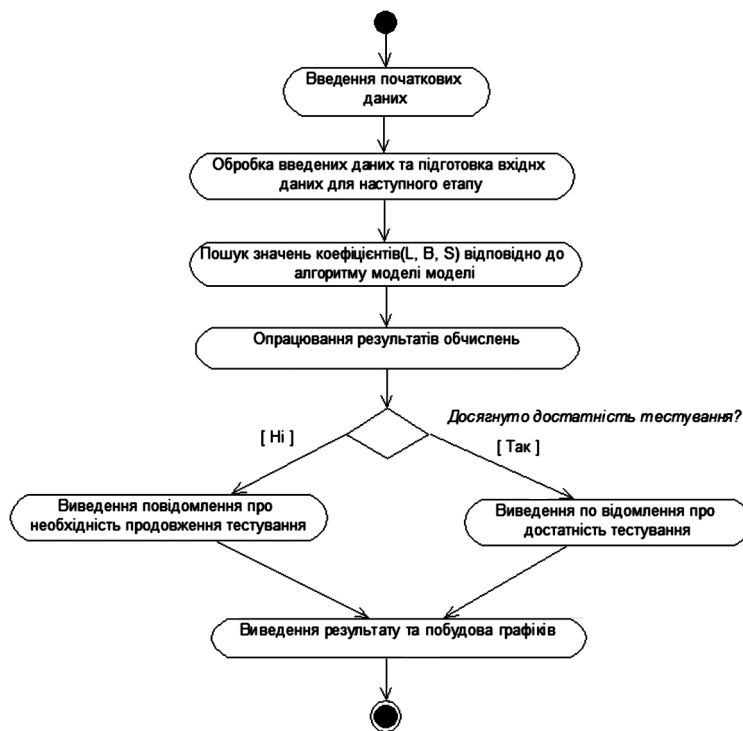 Введення початкових
даних
Обробка введених даних та підготовка вхіднх
даних для наступного етапу
Пошук значень коефіцієнтів(L, B, S) відповідно до
алгоритму моделі моделі
Опрацювання результатів обчислень
Досягнуто достатність тестування?
[ Ні ]
[ Так ]
Виведення повідомлення про
необхідність продовження тестування
Виведення по відомлення про
достатність тестування
Виведення результату та побудова графіків